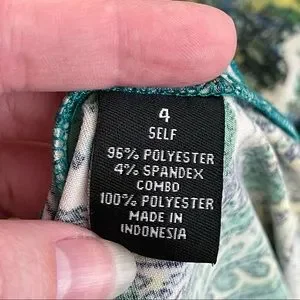 4
SELF
96% POLYESTER
4% SPANDEX
COMBO
100% POLYESTER
MADE IN
INDONESIA